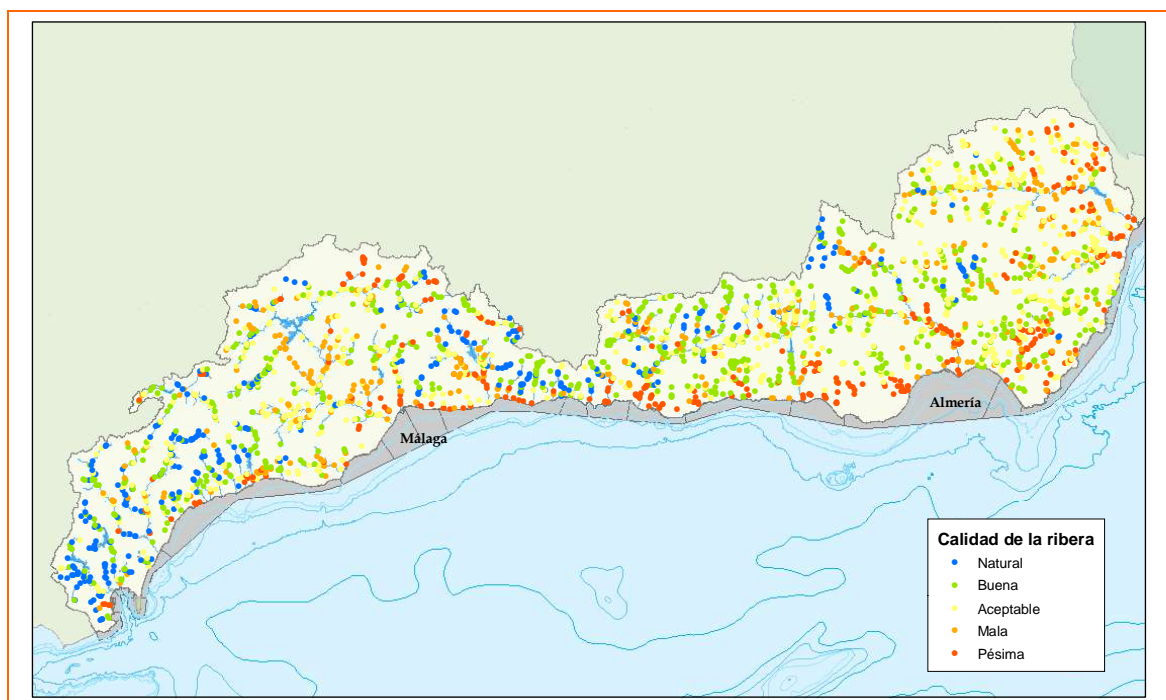 Málaga
Almería
Calidad de la ribera
Natural
Buena
Aceptable
Mala
Pésima